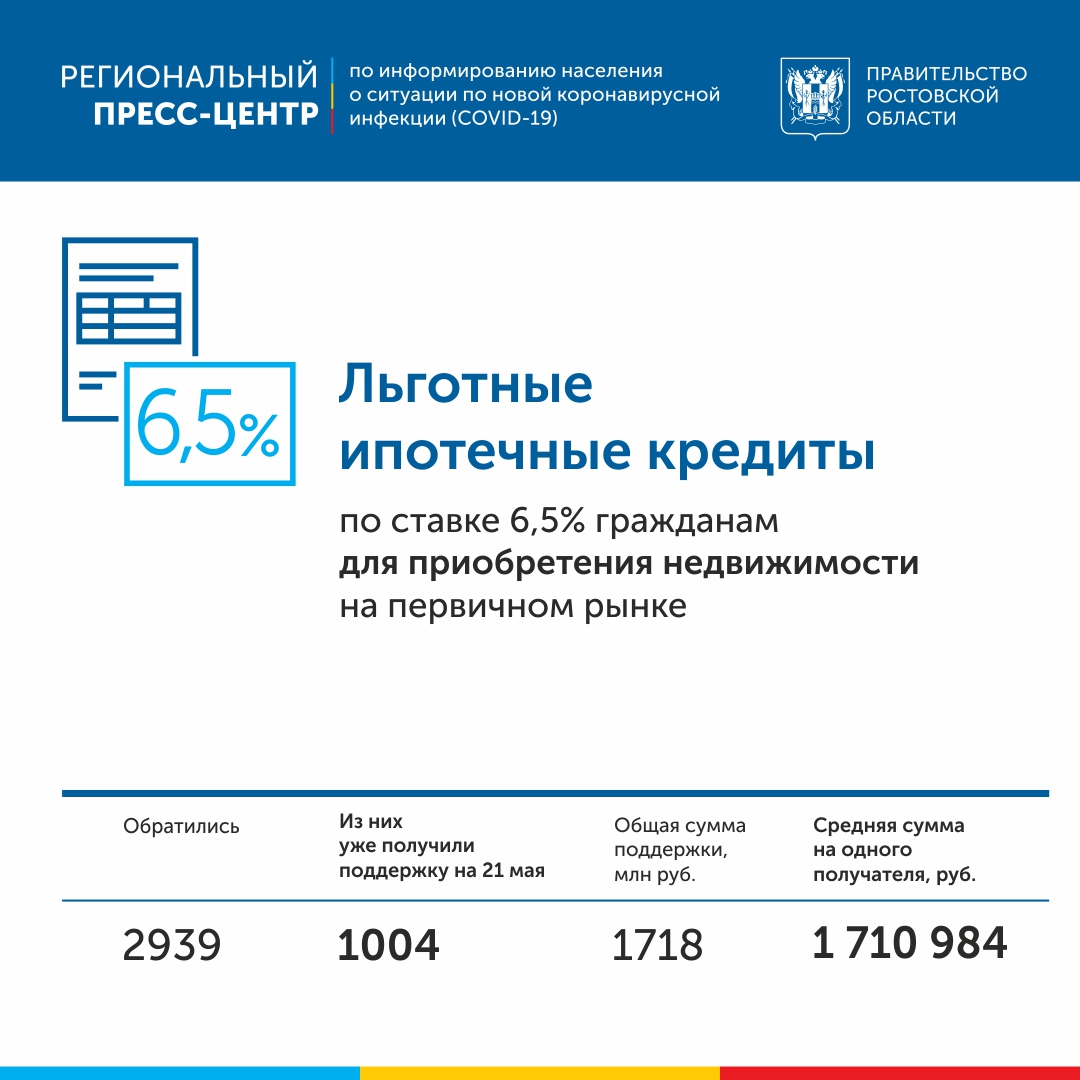 РЕГИОНАЛЬНЫЙ
ПРЕСС-ЦЕНТР
по информированию населения
о ситуации по новой коронавирусной
инфекции (COVID-19)
ПРАВИТЕЛЬСТВО
РОСТОВСКОЙ
ОБЛАСТИ
6,5%
Льготные
ипотечные кредиты
по ставке 6,5% гражданам
для приобретения недвижимости
на первичном рынке
Обратились
Из них
уже получили
поддержку на 21 мая
Общая сумма
поддержки,
млн руб.
Средняя сумма
на одного
получателя, руб.
2939
1004
1718
1 710 984